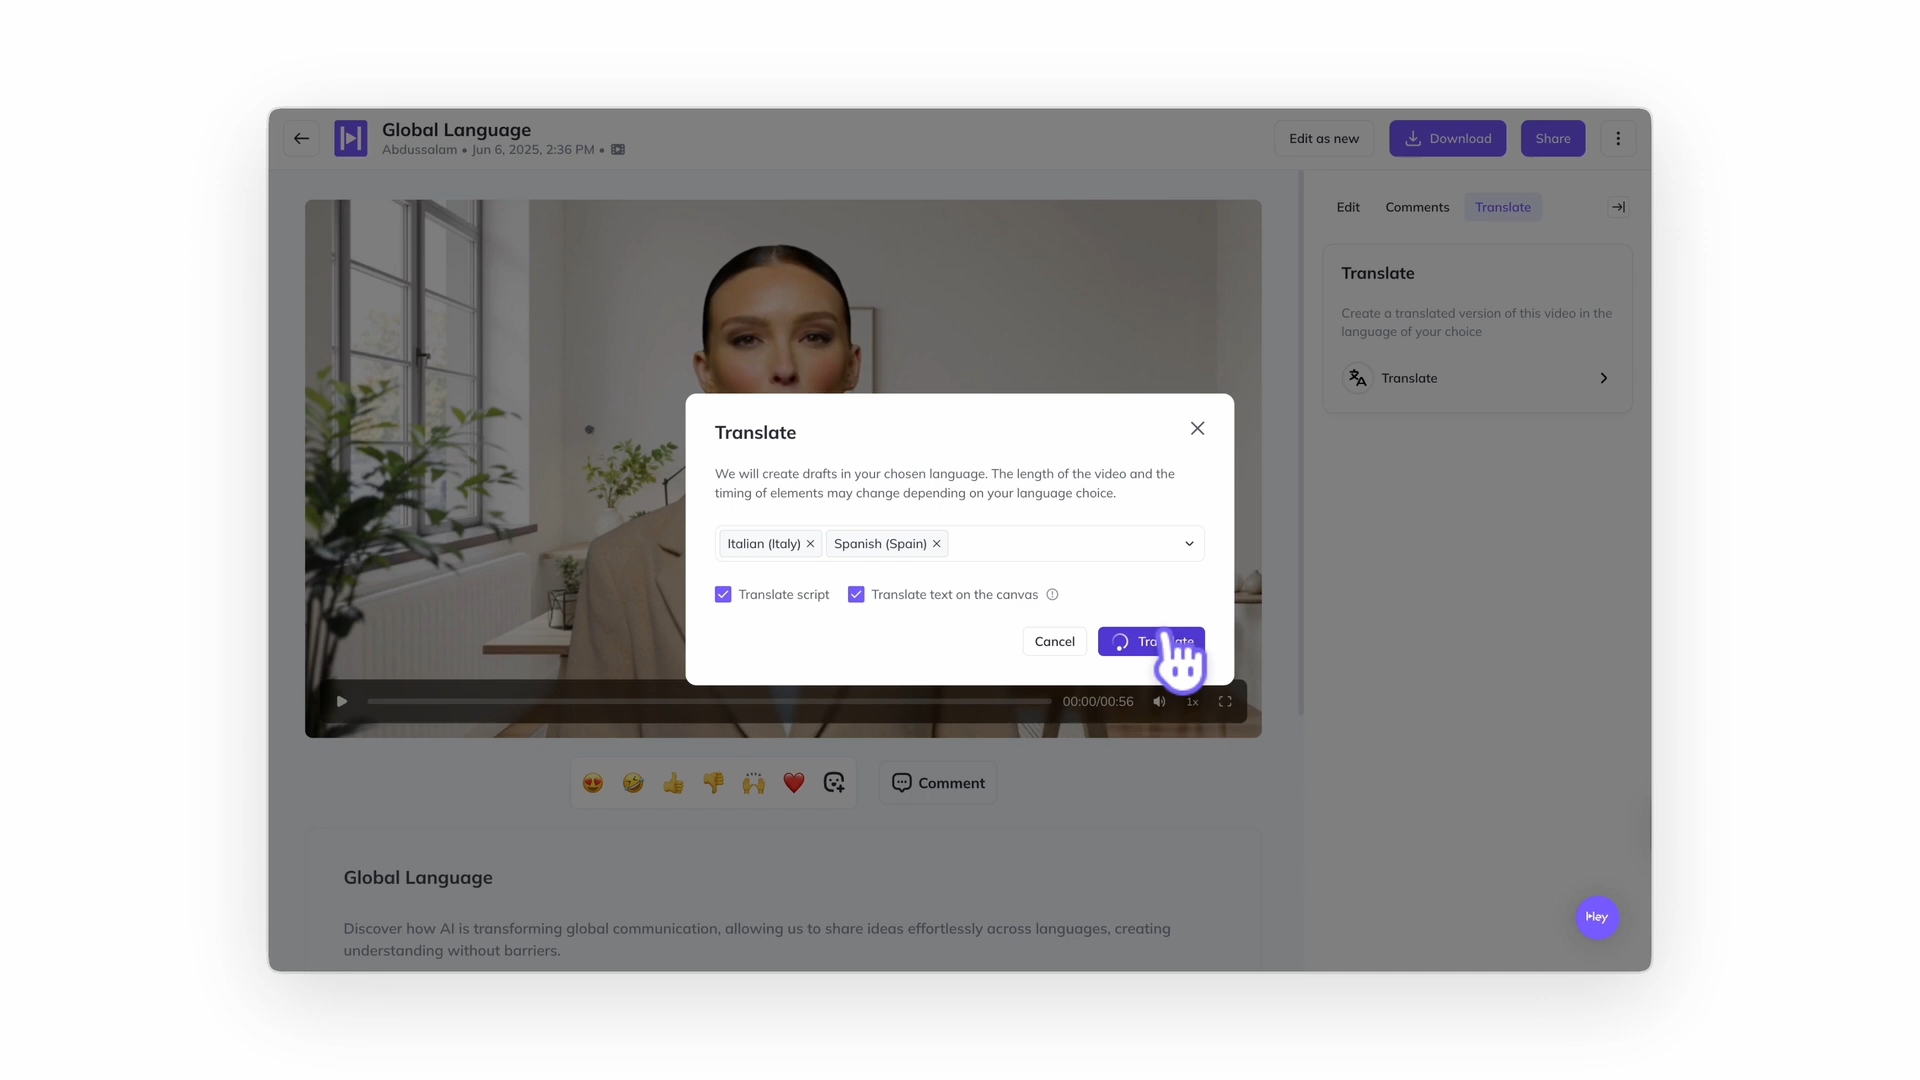 Global Language
Abdussalam • Jun 6, 2025, 2:36 PM •
Edit as new
Download
Share
Edit
Comments
Translate
Translate
Create a translated version of this video in the
language of your choice
Translate
Translate
We will create drafts in your chosen language. The length of the video and the
timing of elements may change depending on your language choice.
Italian (Italy)
Spanish (Spain)
Translate script
Translate text on the canvas
Cancel
00:00/00:56
1x
Comment
Global Language
Discover how AI is transforming global communication, allowing us to share ideas effortlessly across languages, creating
understanding without barriers.
Hey